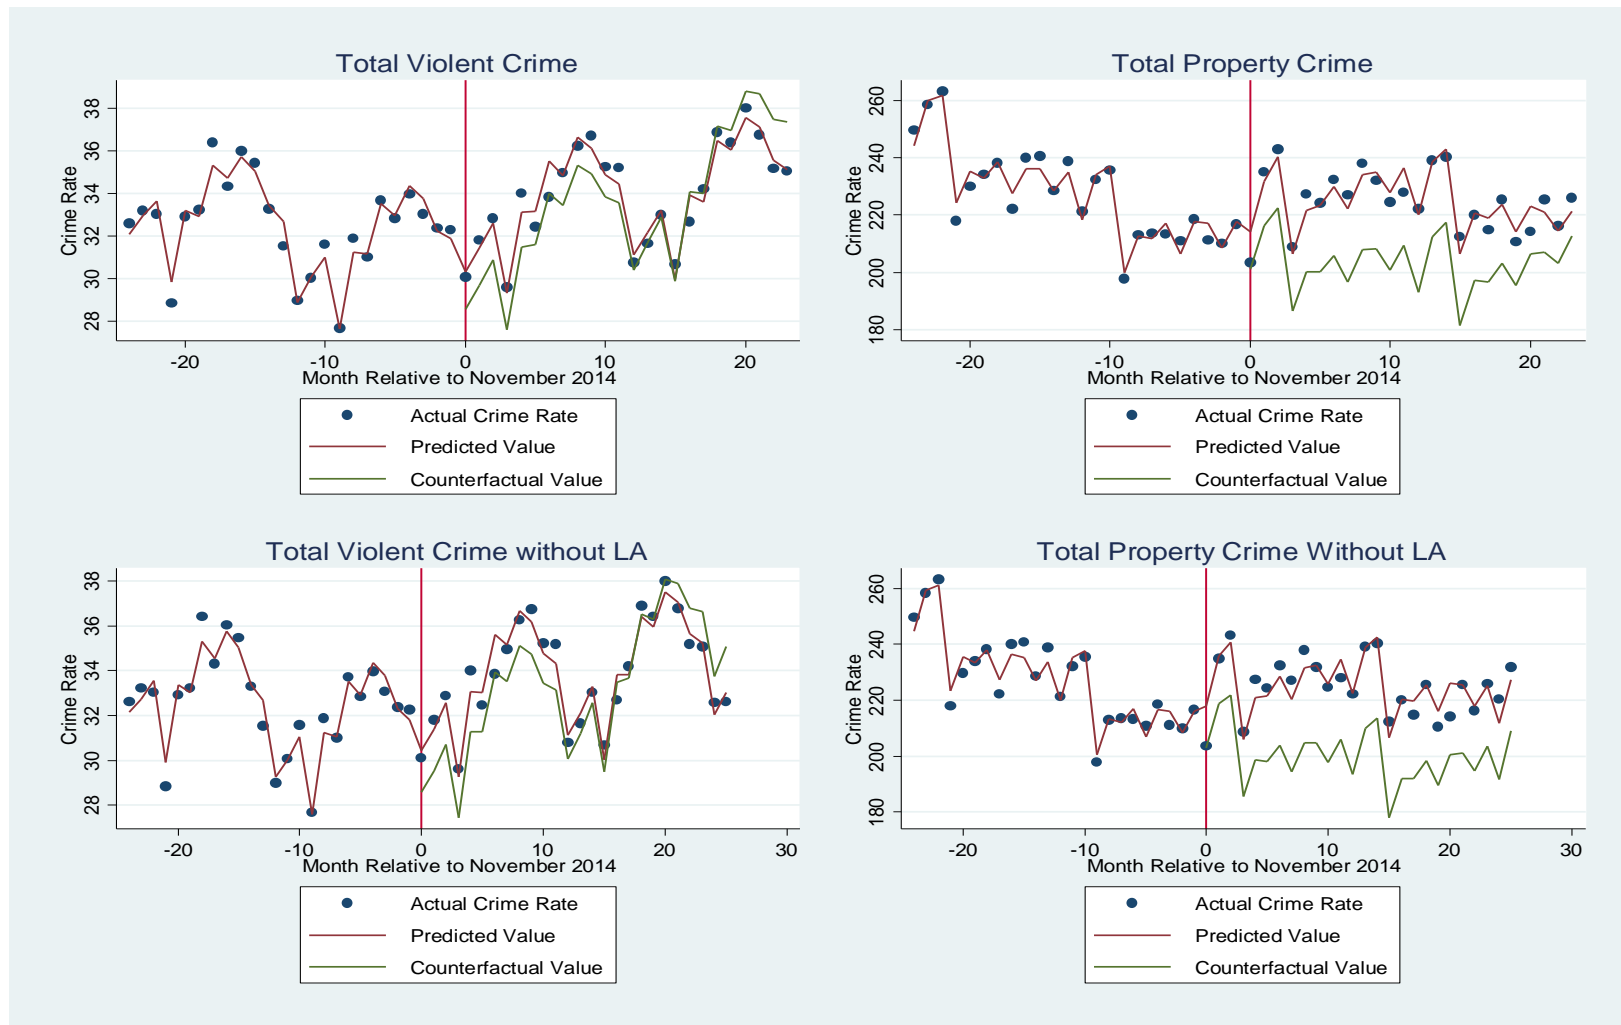 Total Violent Crime
Crime Rate
38
36
34
32
30
28
-20
-10
0
10
20
Month Relative to November 2014
Actual Crime Rate
Predicted Value
Counterfactual Value
Total Property Crime
Crime Rate
260
240
220
200
180
-20
-10
0
10
20
Month Relative to November 2014
Actual Crime Rate
Predicted Value
Counterfactual Value
Total Violent Crime without LA
Crime Rate
38
36
34
32
30
28
-20
-10
0
10
20
30
Month Relative to November 2014
Actual Crime Rate
Predicted Value
Counterfactual Value
Total Property Crime Without LA
Crime Rate
260
240
220
200
180
-20
-10
0
10
20
30
Month Relative to November 2014
Actual Crime Rate
Predicted Value
Counterfactual Value